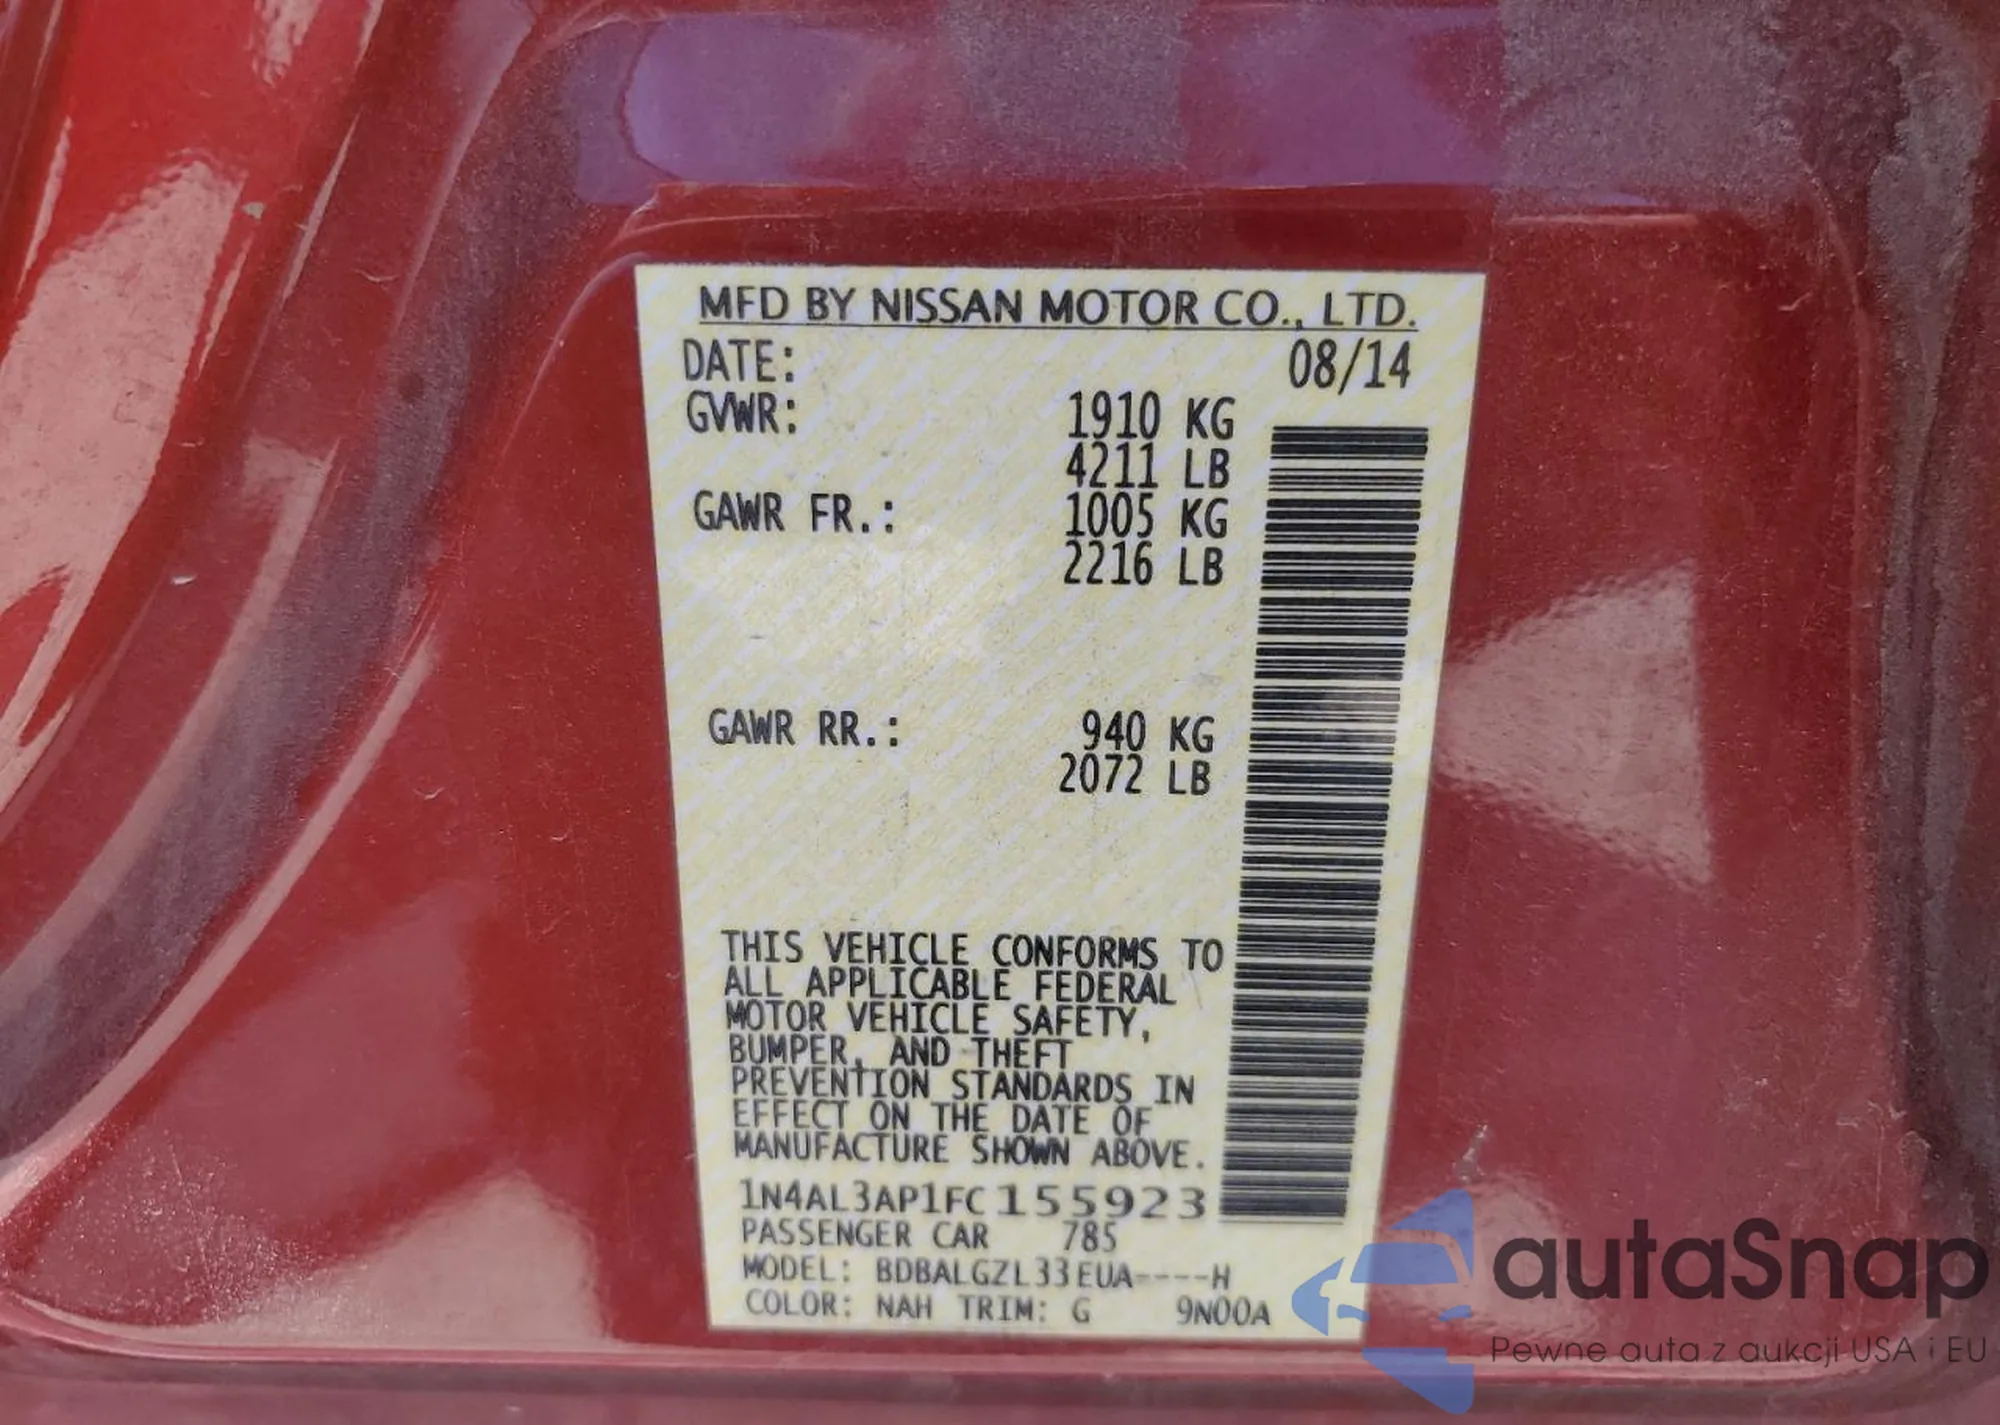 MFD BY NISSAN MOTOR CO., LTD.
DATE: 08/14
GVWR: 1910 KG
4211 LB
GAWR FR.: 1005 KG
2216 LB
GAWR RR.: 940 KG
2072 LB
THIS VEHICLE CONFORMS TO
ALL APPLICABLE FEDERAL
MOTOR VEHICLE SAFETY,
BUMPER, AND THEFT
PREVENTION STANDARDS IN
EFFECT ON THE DATE OF
MANUFACTURE SHOWN ABOVE.
1N4AL3AP1FC155923
PASSENGER CAR 785
MODEL: BDBALGZL33EUA----H
COLOR: NAH TRIM: G 9N00A
autaSnap
Pewne auta z aukcji USA i EU